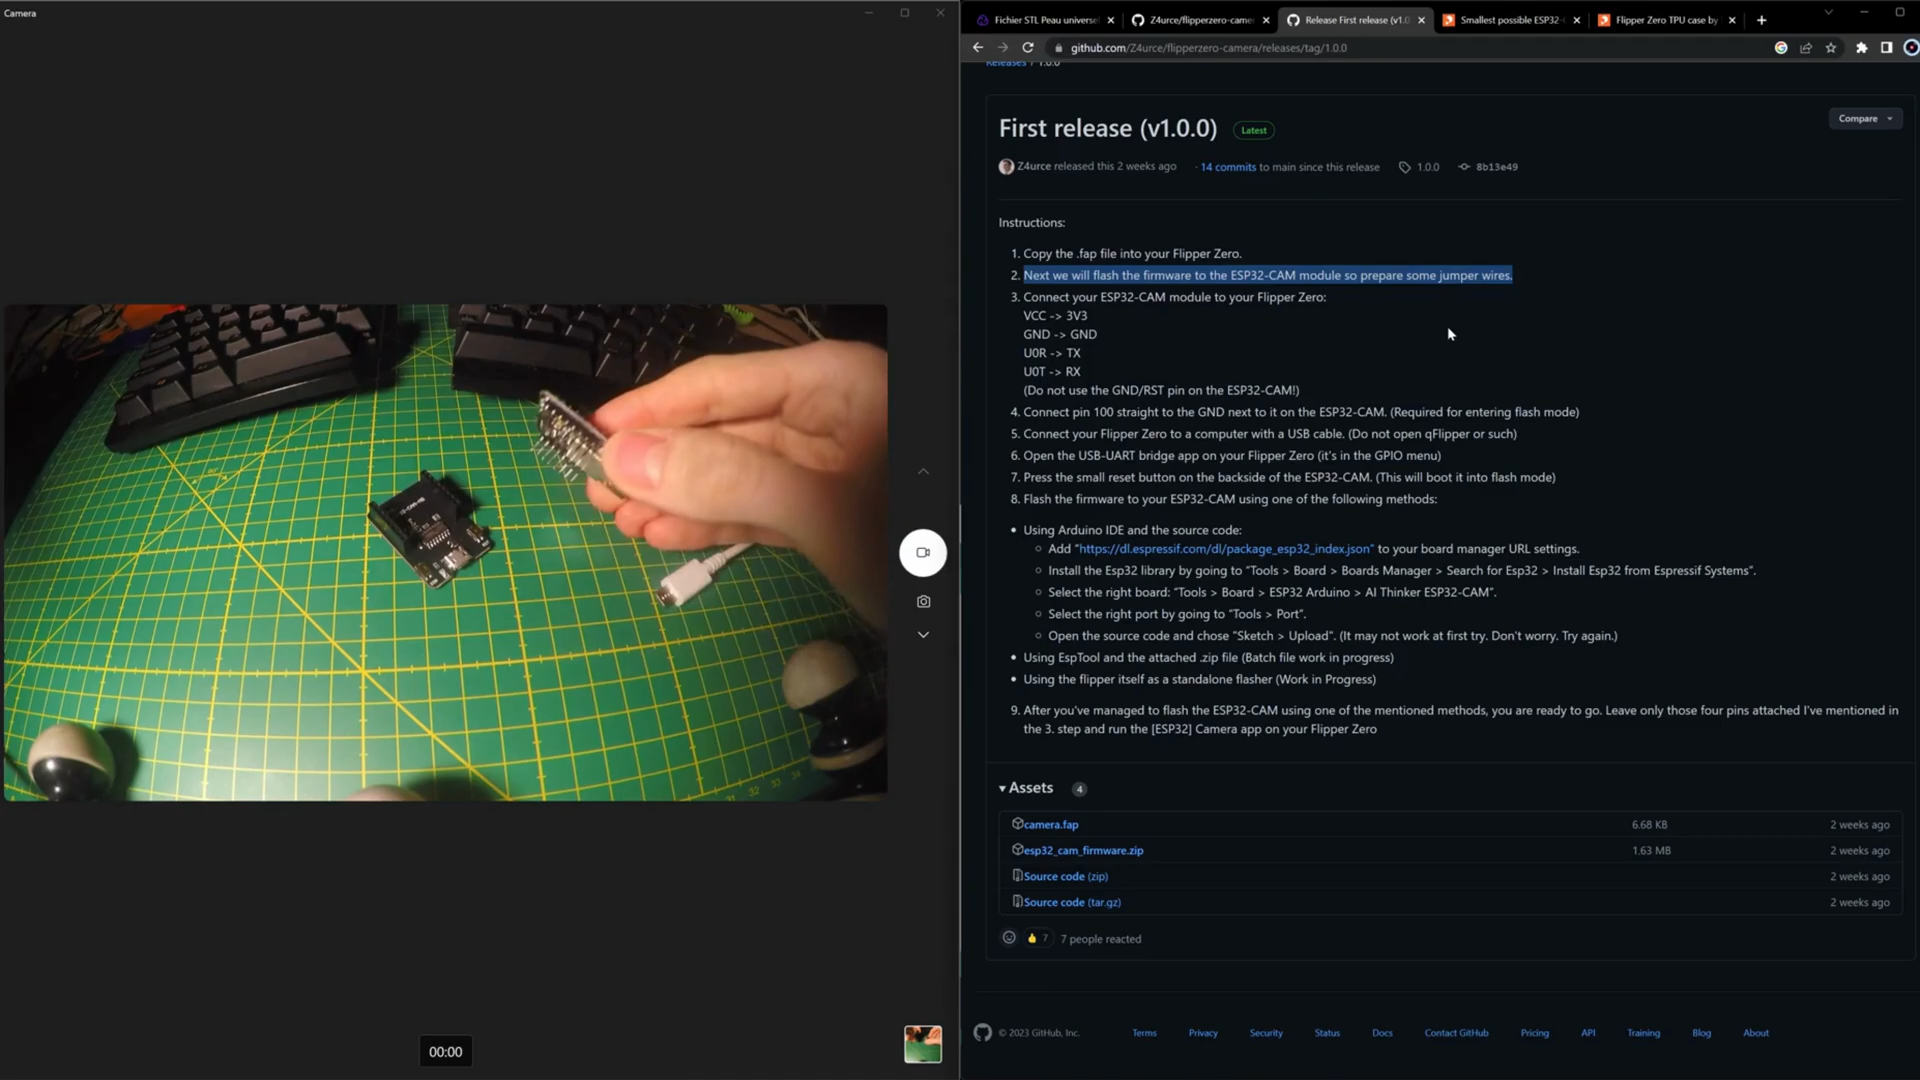 Camera
Fichier STL Peau universel
Z4urce/flipperzero-came
Release First release (v1.0
Smallest possible ESP32-
Flipper Zero TPU case by
github.com/Z4urce/flipperzero-camera/releases/tag/1.0.0
Releases / 1.0.0
First release (v1.0.0) Latest
Compare
Z4urce released this 2 weeks ago · 14 commits to main since this release 1.0.0 8b13e49
Instructions:
1. Copy the .fap file into your Flipper Zero.
2. Next we will flash the firmware to the ESP32-CAM module so prepare some jumper wires.
3. Connect your ESP32-CAM module to your Flipper Zero:
VCC -> 3V3
GND -> GND
U0R -> TX
U0T -> RX
(Do not use the GND/RST pin on the ESP32-CAM!)
4. Connect pin 100 straight to the GND next to it on the ESP32-CAM. (Required for entering flash mode)
5. Connect your Flipper Zero to a computer with a USB cable. (Do not open qFlipper or such)
6. Open the USB-UART bridge app on your Flipper Zero (it's in the GPIO menu)
7. Press the small reset button on the backside of the ESP32-CAM. (This will boot it into flash mode)
8. Flash the firmware to your ESP32-CAM using one of the following methods:
• Using Arduino IDE and the source code:
○ Add "https://dl.espressif.com/dl/package_esp32_index.json" to your board manager URL settings.
○ Install the Esp32 library by going to "Tools > Board > Boards Manager > Search for Esp32 > Install Esp32 from Espressif Systems".
○ Select the right board: "Tools > Board > ESP32 Arduino > AI Thinker ESP32-CAM".
○ Select the right port by going to "Tools > Port".
○ Open the source code and chose "Sketch > Upload". (It may not work at first try. Don't worry. Try again.)
• Using EspTool and the attached .zip file (Batch file work in progress)
• Using the flipper itself as a standalone flasher (Work in Progress)
9. After you've managed to flash the ESP32-CAM using one of the mentioned methods, you are ready to go. Leave only those four pins attached I've mentioned in
the 3. step and run the [ESP32] Camera app on your Flipper Zero
Assets 4
camera.fap 6.68 KB 2 weeks ago
esp32_cam_firmware.zip 1.63 MB 2 weeks ago
Source code (zip) 2 weeks ago
Source code (tar.gz) 2 weeks ago
7 7 people reacted
© 2023 GitHub, Inc. Terms Privacy Security Status Docs Contact GitHub Pricing API Training Blog About
00:00